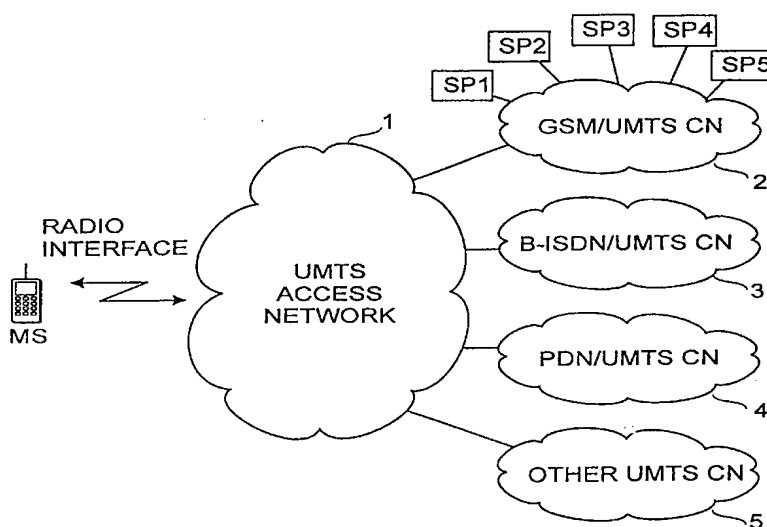 SP1
SP2
SP3
SP4
SP5
GSM/UMTS CN
2
1
RADIO
INTERFACE
MS
UMTS
ACCESS
NETWORK
B-ISDN/UMTS CN
3
PDN/UMTS CN
4
OTHER UMTS CN
5